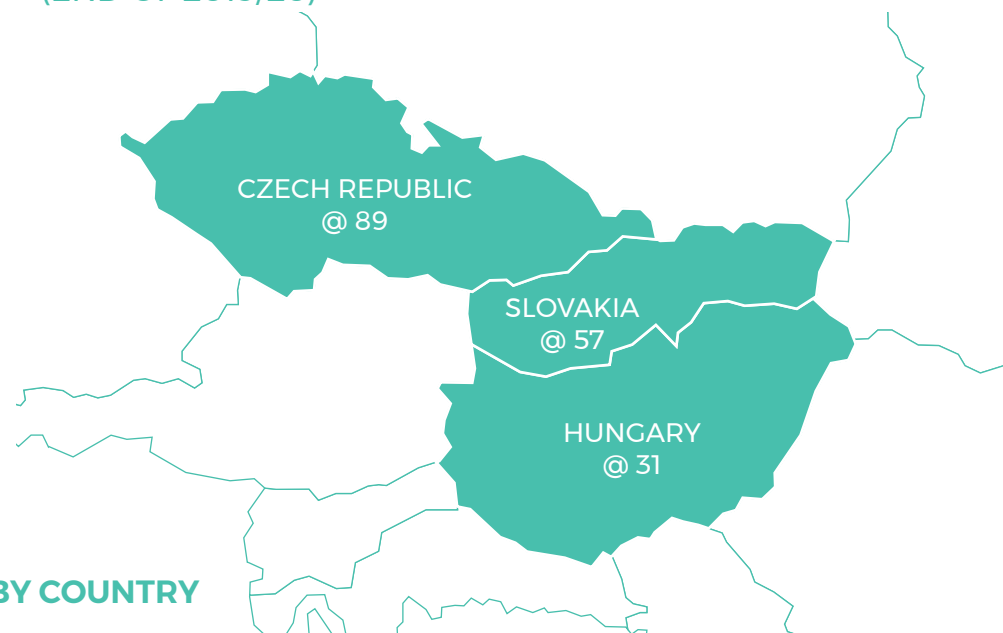 CZECH REPUBLIC
@ 89
SLOVAKIA
@ 57
HUNGARY
@ 31
BY COUNTRY